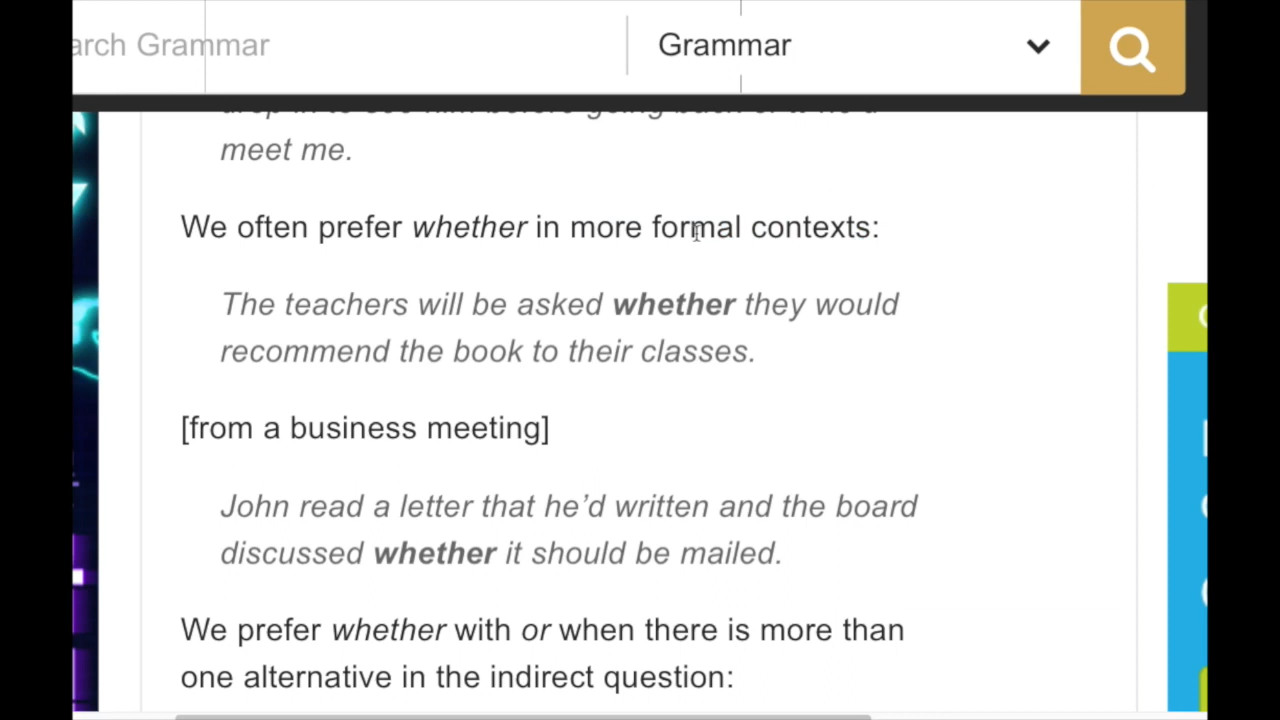 arch Grammar
Grammar
meet me.
We often prefer whether in more formal contexts:
The teachers will be asked whether they would
recommend the book to their classes.
[from a business meeting]
John read a letter that he’d written and the board
discussed whether it should be mailed.
We prefer whether with or when there is more than
one alternative in the indirect question: